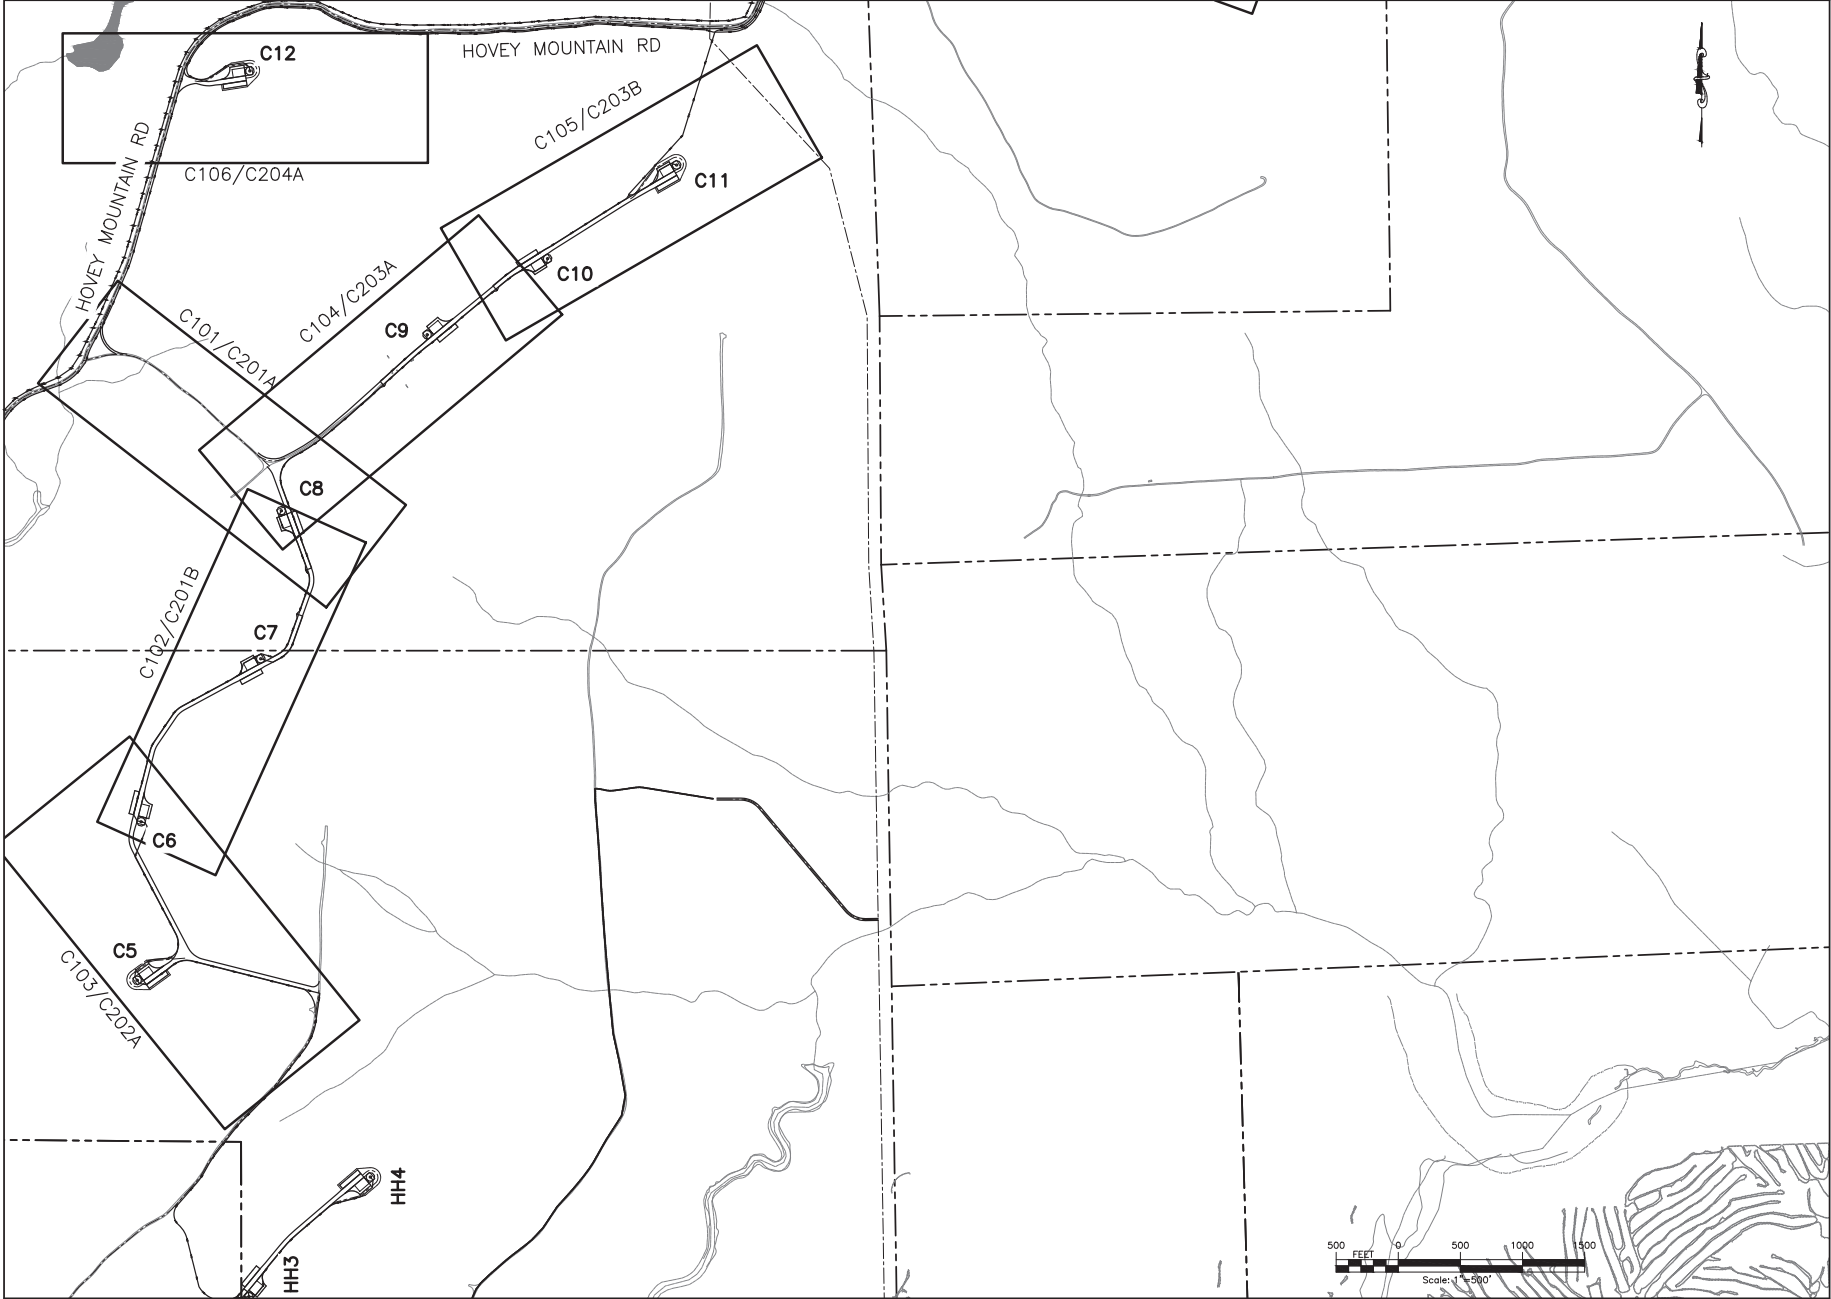 HOVEY MOUNTAIN RD
C12
C105/C203B
HOVEY MOUNTAIN RD
C106/C204A
C11
C10
C104/C203A
C101/C201A
C9
C8
C102/C201B
C7
C6
C5
C103/C202A
HH4
HH3
500 0 500 1000 1500
FEET
Scale: 1"=500'